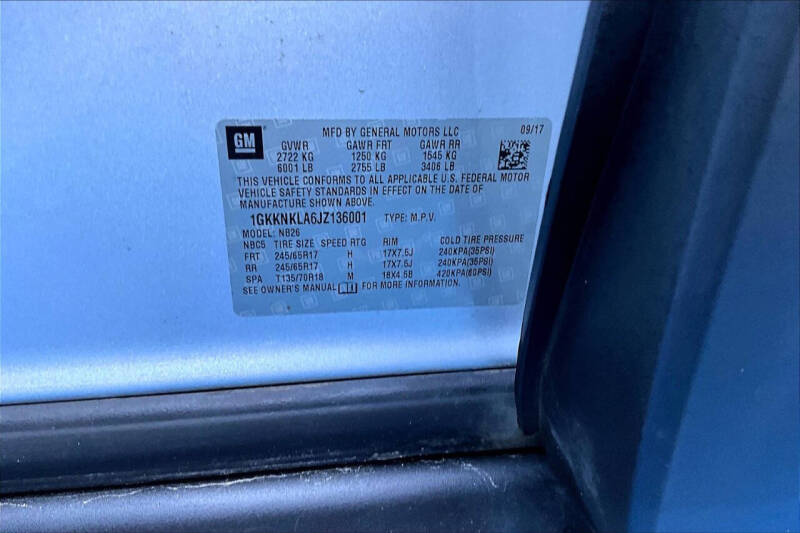 GM MFD BY GENERAL MOTORS LLC 09/17
GVWR GAWR FRT GAWR RR
2722 KG 1250 KG 1545 KG
6001 LB 2755 LB 3406 LB
THIS VEHICLE CONFORMS TO ALL APPLICABLE U.S. FEDERAL MOTOR
VEHICLE SAFETY STANDARDS IN EFFECT ON THE DATE OF
MANUFACTURE SHOWN ABOVE.
1GKKNKLA6JZ136001 TYPE: M.P.V.
MODEL: NB26
NBC5 TIRE SIZE SPEED RTG RIM COLD TIRE PRESSURE
FRT 245/65R17 H 17X7.5J 240KPA(35PSI)
RR 245/65R17 H 17X7.5J 240KPA(35PSI)
SPA T135/70R18 M 18X4.5B 420KPA(60PSI)
SEE OWNER'S MANUAL FOR MORE INFORMATION.